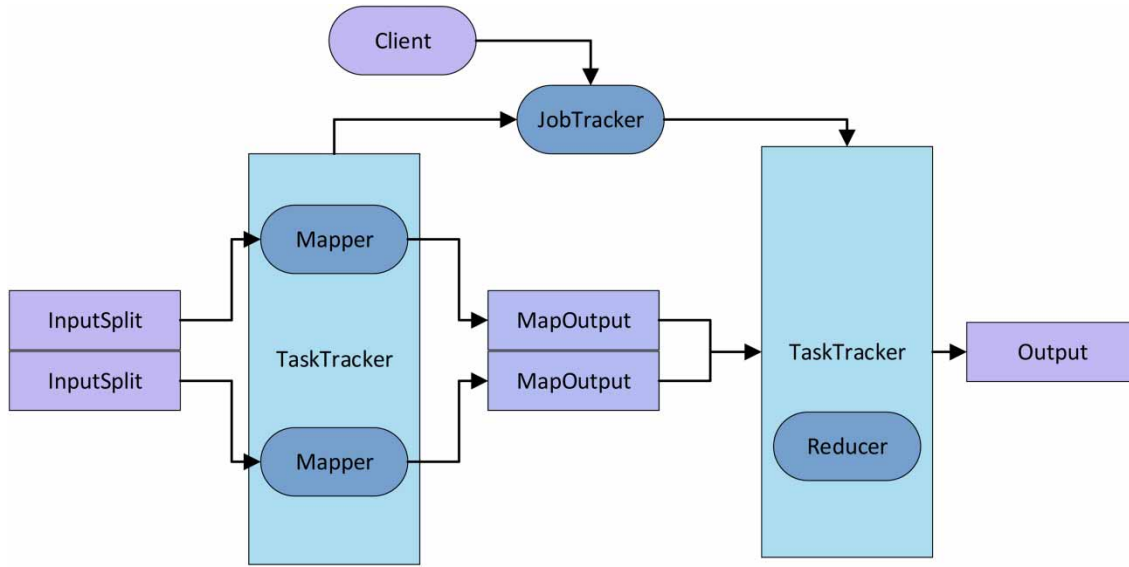 Client
JobTracker
Mapper
InputSplit
MapOutput
TaskTracker
TaskTracker
Output
InputSplit
MapOutput
Mapper
Reducer